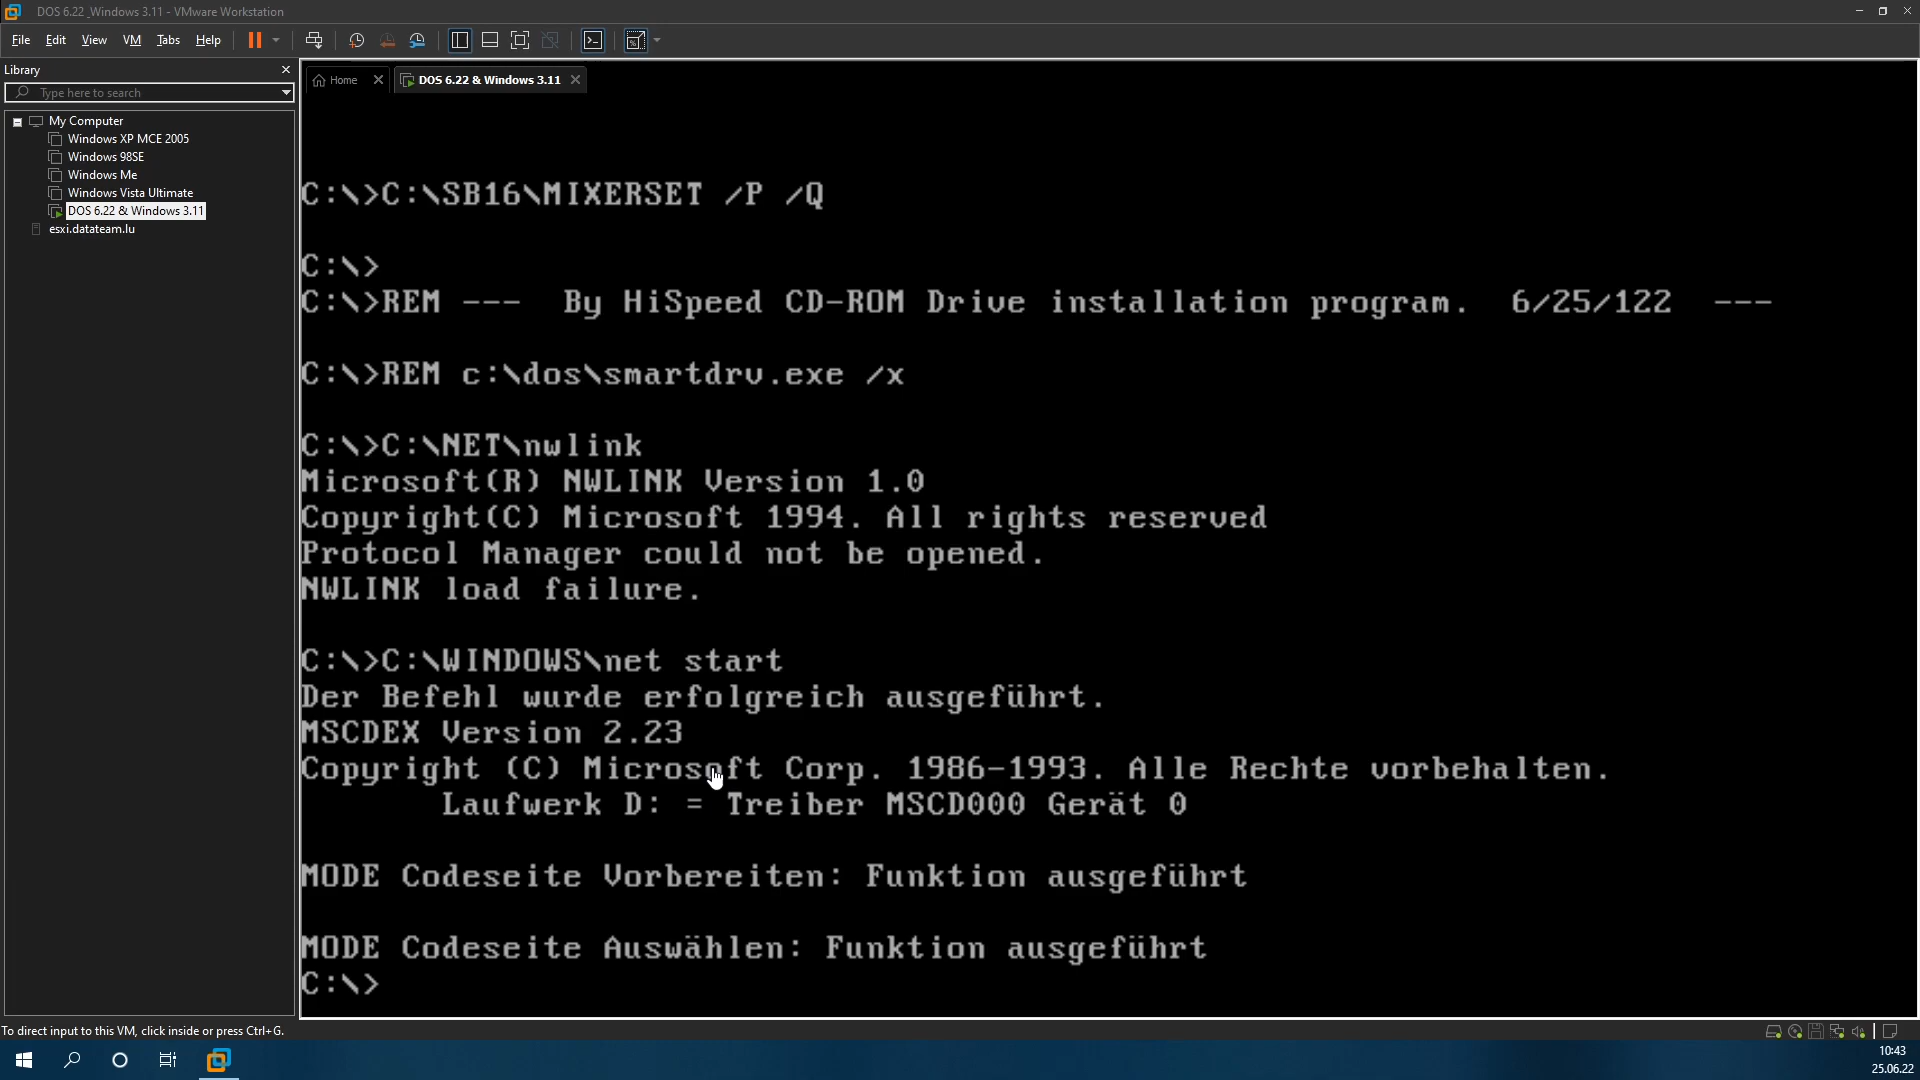 DOS 6.22_Windows 3.11 - VMware Workstation
File Edit View VM Tabs Help
Library
Type here to search
My Computer
Windows XP MCE 2005
Windows 98SE
Windows Me
Windows Vista Ultimate
DOS 6.22 & Windows 3.11
esxi.datateam.lu
Home
DOS 6.22 & Windows 3.11
C:\>C:\SB16\MIXERSET /P /Q
C:\>
C:\>REM --- By HiSpeed CD-ROM Drive installation program. 6/25/122 ---
C:\>REM c:\dos\smartdrv.exe /x
C:\>C:\NET\nwlink
Microsoft(R) NWLINK Version 1.0
Copyright(C) Microsoft 1994. All rights reserved
Protocol Manager could not be opened.
NWLINK load failure.
C:\>C:\WINDOWS\net start
Der Befehl wurde erfolgreich ausgeführt.
MSCDEX Version 2.23
Copyright (C) Microsoft Corp. 1986-1993. Alle Rechte vorbehalten.
Laufwerk D: = Treiber MSCD000 Gerät 0
MODE Codeseite Vorbereiten: Funktion ausgeführt
MODE Codeseite Auswählen: Funktion ausgeführt
C:\>
To direct input to this VM, click inside or press Ctrl+G.
10:43
25.06.22